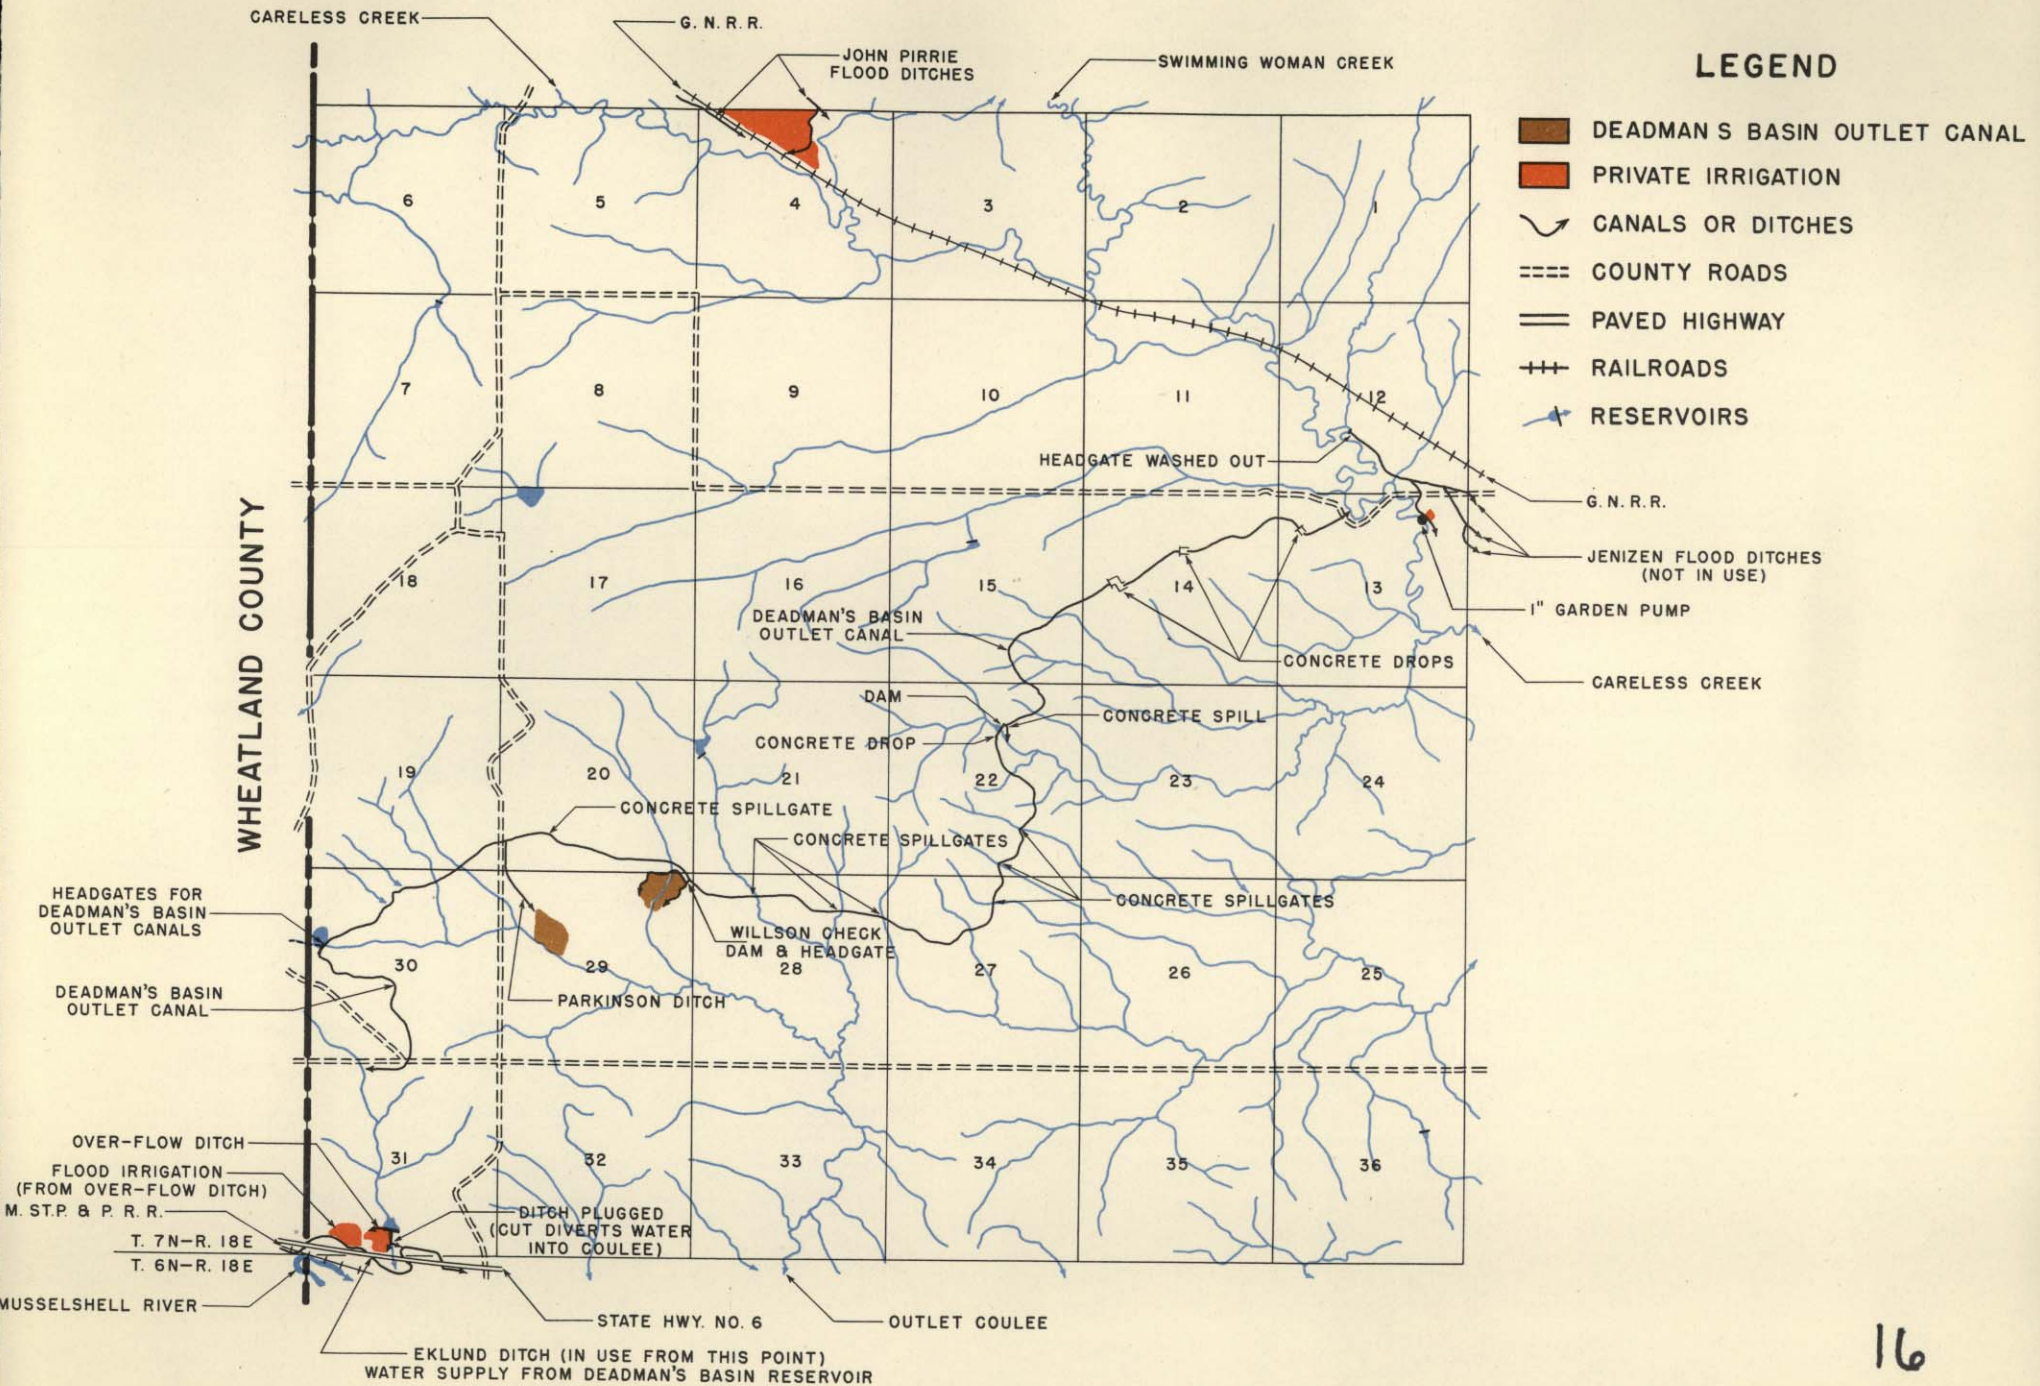 CARELESS CREEK
G. N. R. R.
JOHN PIRRIE
FLOOD DITCHES
SWIMMING WOMAN CREEK
LEGEND
DEADMAN S BASIN OUTLET CANAL
PRIVATE IRRIGATION
CANALS OR DITCHES
COUNTY ROADS
PAVED HIGHWAY
RAILROADS
RESERVOIRS
6
5
4
3
2
1
7
8
9
10
11
12
HEADGATE WASHED OUT
G. N. R. R.
WHEATLAND COUNTY
JENIZEN FLOOD DITCHES
(NOT IN USE)
18
17
16
15
14
13
1" GARDEN PUMP
DEADMAN'S BASIN
OUTLET CANAL
CONCRETE DROPS
CARELESS CREEK
DAM
CONCRETE SPILL
CONCRETE DROP
19
20
21
22
23
24
CONCRETE SPILLGATE
CONCRETE SPILLGATES
CONCRETE SPILLGATES
HEADGATES FOR
DEADMAN'S BASIN
OUTLET CANALS
WILLSON CHECK
DAM & HEADGATE
30
29
28
27
26
25
DEADMAN'S BASIN
OUTLET CANAL
PARKINSON DITCH
OVER-FLOW DITCH
31
32
33
34
35
36
FLOOD IRRIGATION
(FROM OVER-FLOW DITCH)
M. ST.P. & P. R. R.
DITCH PLUGGED
(CUT DIVERTS WATER
INTO COULEE)
T. 7N-R. 18E
T. 6N-R. 18E
MUSSELSHELL RIVER
STATE HWY. NO. 6
OUTLET COULEE
EKLUND DITCH (IN USE FROM THIS POINT)
WATER SUPPLY FROM DEADMAN'S BASIN RESERVOIR
16